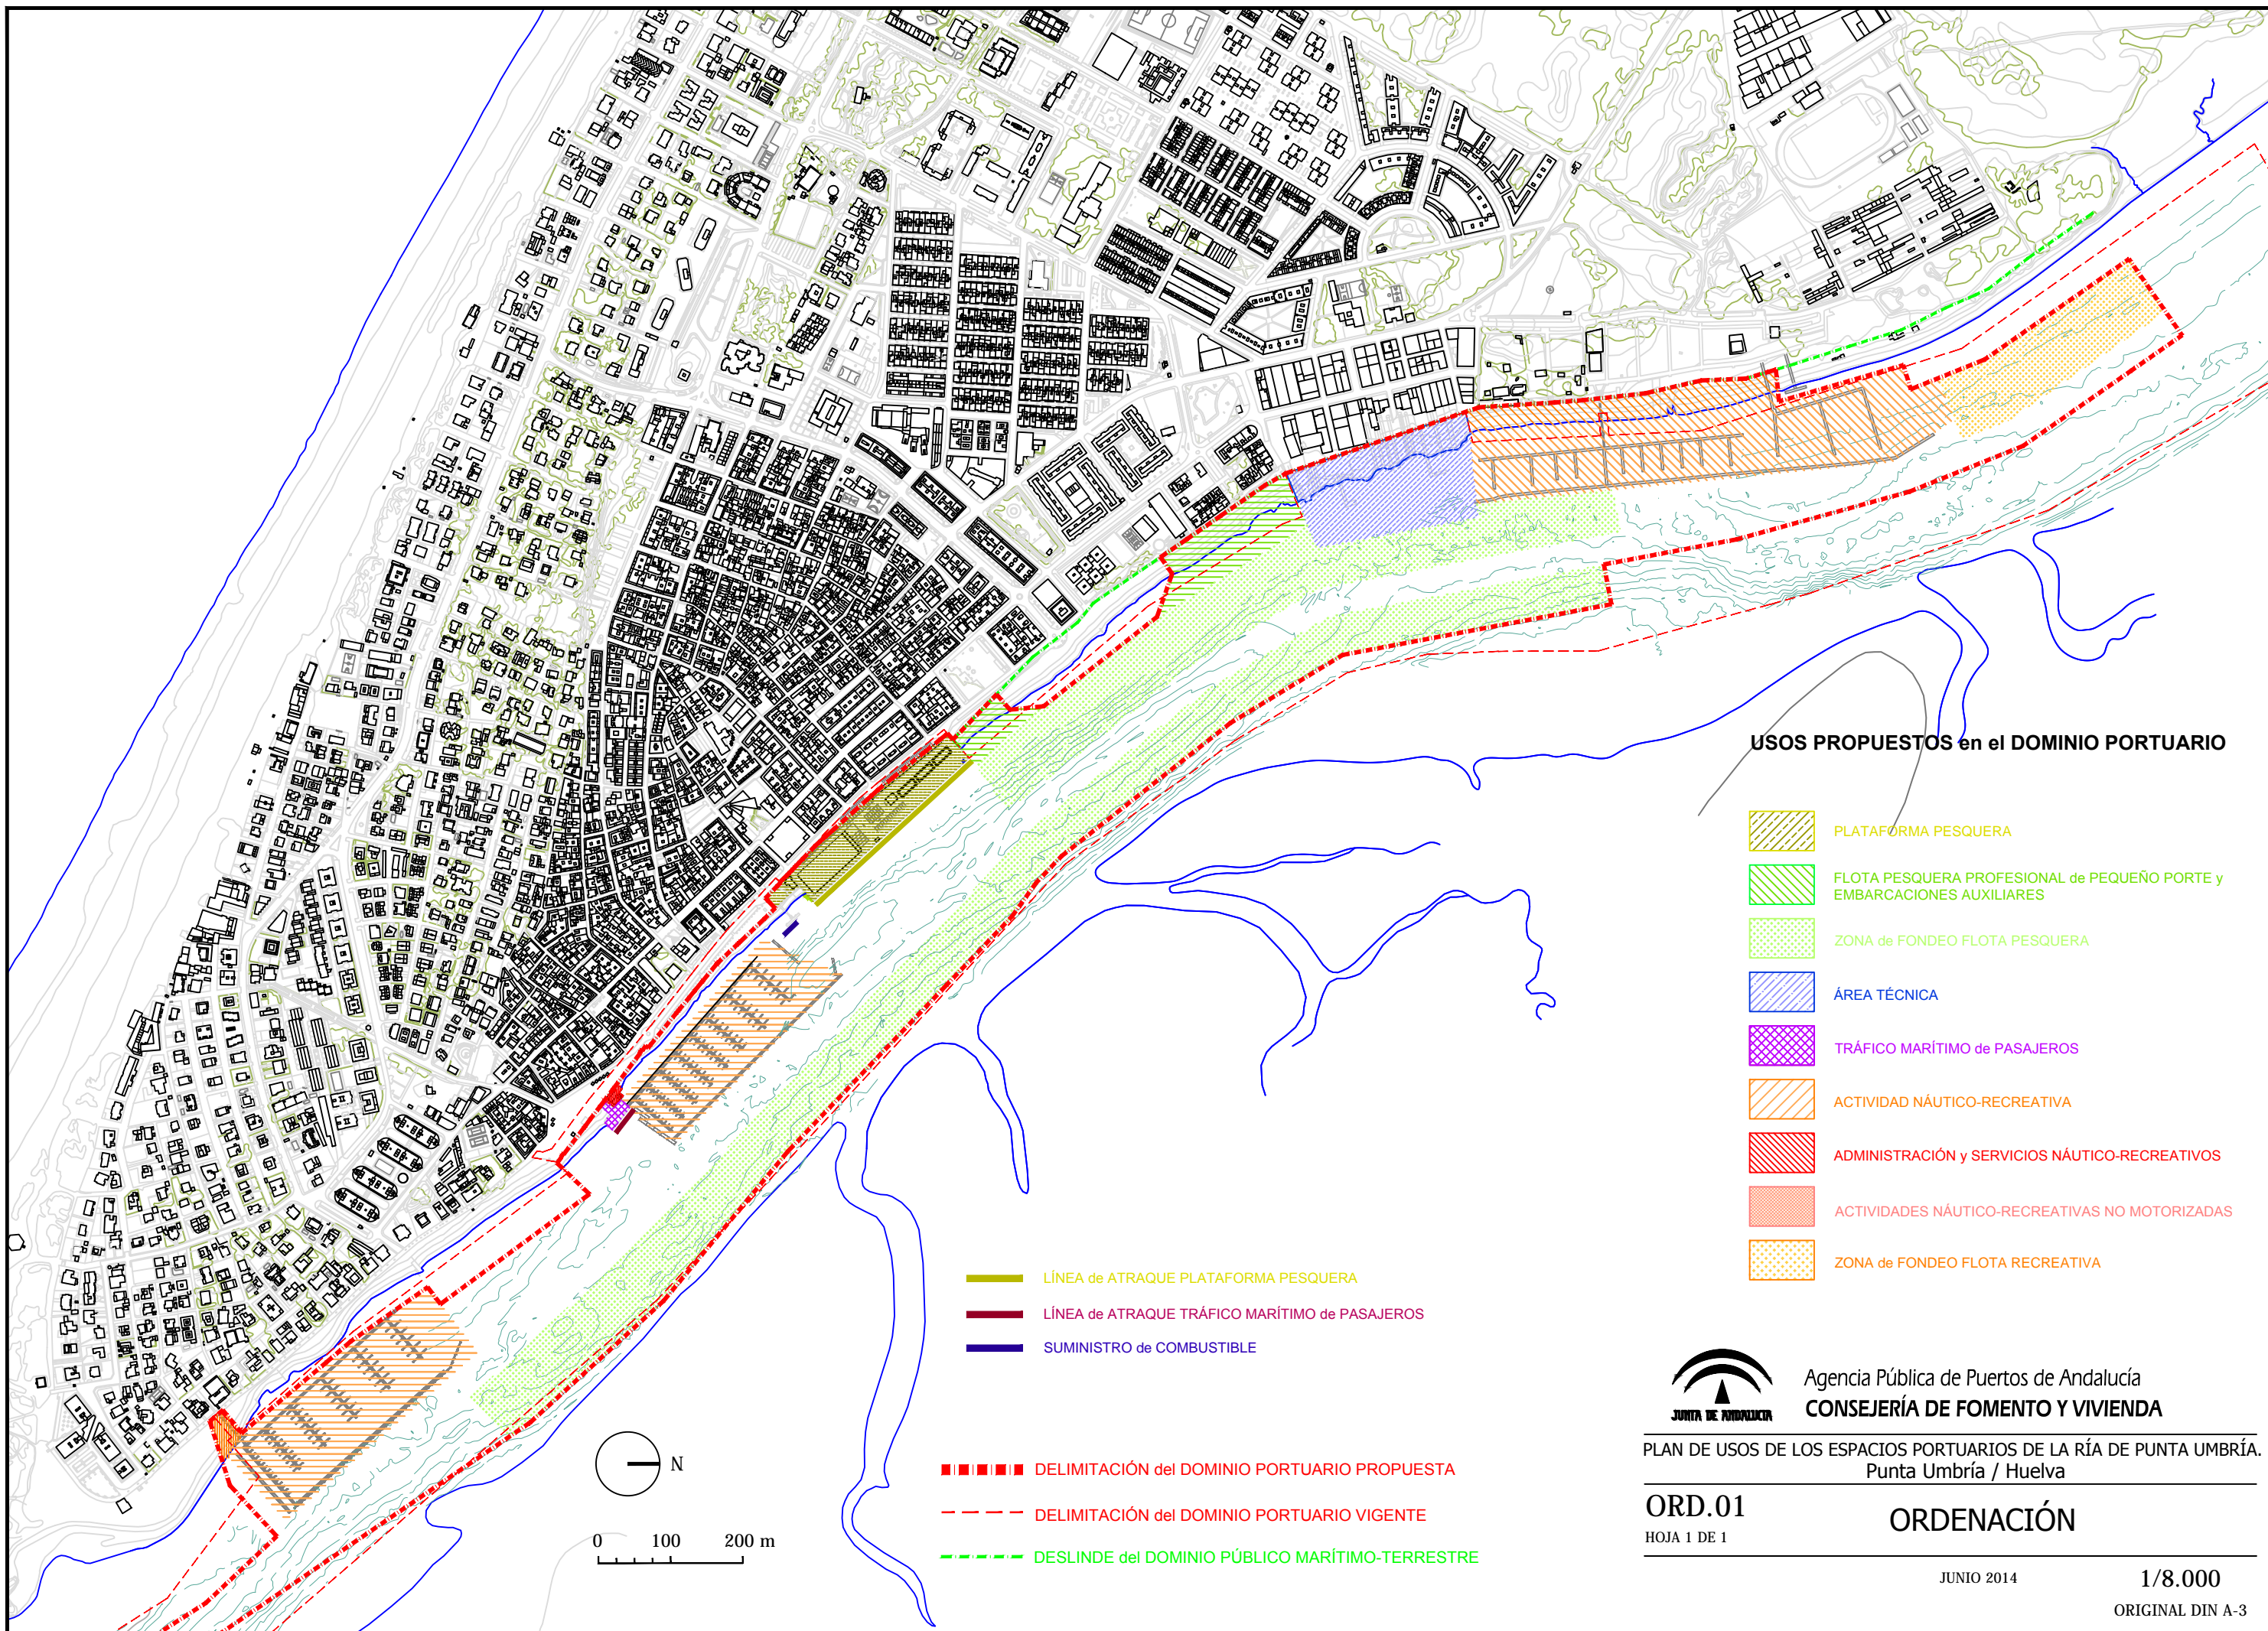 USOS PROPUESTOS en el DOMINIO PORTUARIO
PLATAFORMA PESQUERA
FLOTA PESQUERA PROFESIONAL de PEQUEÑO PORTE y
EMBARCACIONES AUXILIARES
ZONA de FONDEO FLOTA PESQUERA
ÁREA TÉCNICA
TRÁFICO MARÍTIMO de PASAJEROS
ACTIVIDAD NÁUTICO-RECREATIVA
ADMINISTRACIÓN y SERVICIOS NÁUTICO-RECREATIVOS
ACTIVIDADES NÁUTICO-RECREATIVAS NO MOTORIZADAS
ZONA de FONDEO FLOTA RECREATIVA
LÍNEA de ATRAQUE PLATAFORMA PESQUERA
LÍNEA de ATRAQUE TRÁFICO MARÍTIMO de PASAJEROS
SUMINISTRO de COMBUSTIBLE
N
0 100 200 m
DELIMITACIÓN del DOMINIO PORTUARIO PROPUESTA
DELIMITACIÓN del DOMINIO PORTUARIO VIGENTE
DESLINDE del DOMINIO PÚBLICO MARÍTIMO-TERRESTRE
JUNTA DE ANDALUCIA
Agencia Pública de Puertos de Andalucía
CONSEJERÍA DE FOMENTO Y VIVIENDA
PLAN DE USOS DE LOS ESPACIOS PORTUARIOS DE LA RÍA DE PUNTA UMBRÍA.
Punta Umbría / Huelva
ORD.01
HOJA 1 DE 1
ORDENACIÓN
JUNIO 2014
1/8.000
ORIGINAL DIN A-3